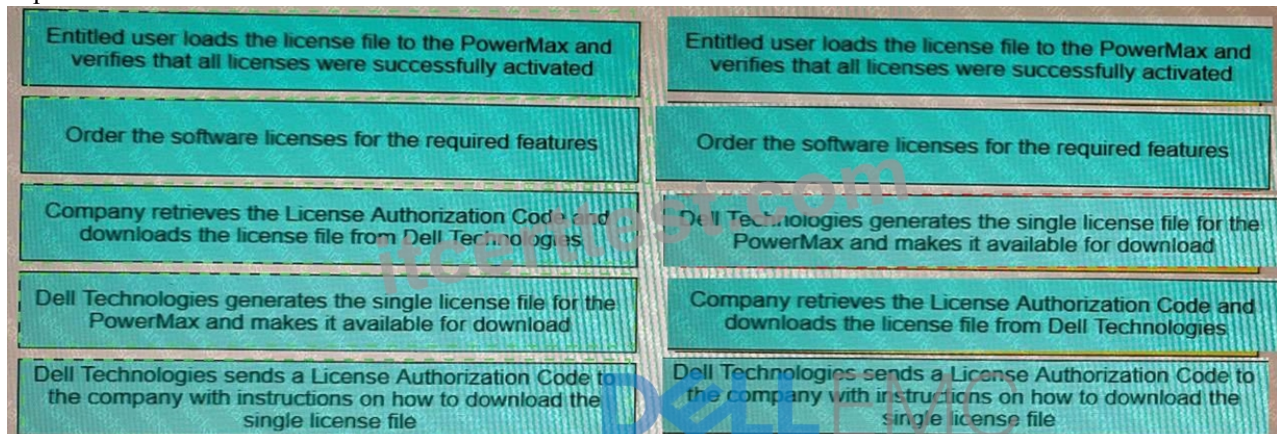 Entitled user loads the license file to the PowerMax and
verifies that all licenses were successfully activated
Order the software licenses for the required features
Company retrieves the License Authorization Code and
downloads the license file from Dell Technologies
Dell Technologies generates the single license file for the
PowerMax and makes it available for download
Dell Technologies sends a License Authorization Code to
the company with instructions on how to download the
single license file
Entitled user loads the license file to the PowerMax and
verifies that all licenses were successfully activated
Order the software licenses for the required features
Dell Technologies generates the single license file for the
PowerMax and makes it available for download
Company retrieves the License Authorization Code and
downloads the license file from Dell Technologies
Dell Technologies sends a License Authorization Code to
the company with instructions on how to download the
single license file
itcerttest.com
DELL EMC